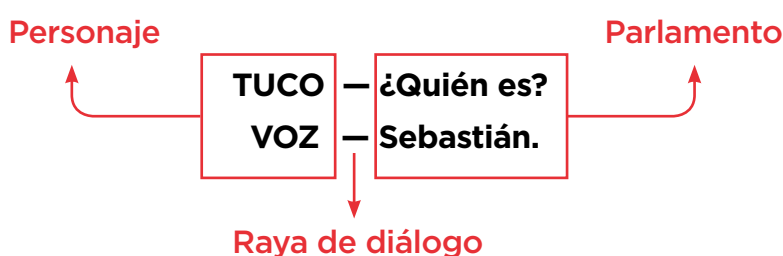 Personaje
Parlamento
TUCO — ¿Quién es?
VOZ — Sebastián.
Raya de diálogo